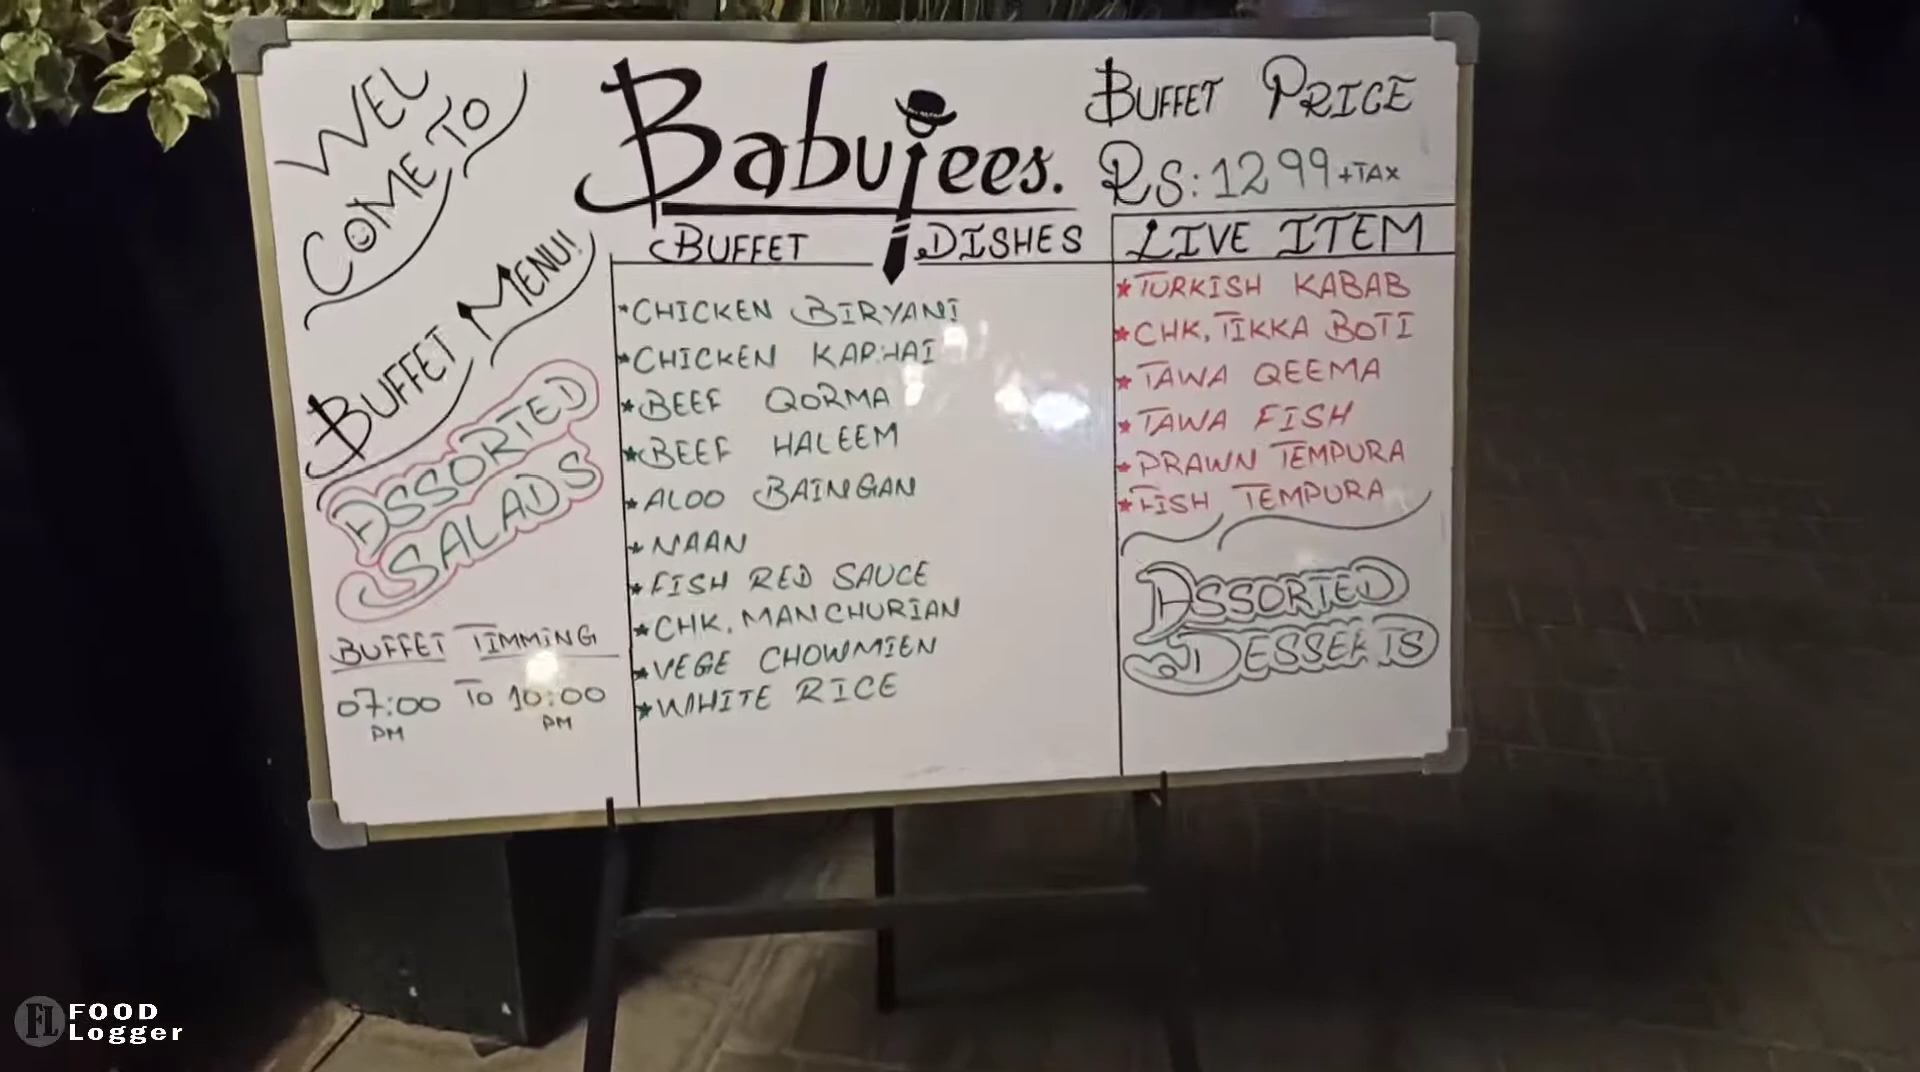 WEL
COME TO
BUFFET MENU!
ASSORTED
SALADS
BUFFET TIMMING
07:00 TO 10:00
PM PM
Babujees.
BUFFET DISHES
*CHICKEN BIRYANI
*CHICKEN KARHAI
*BEEF QORMA
*BEEF HALEEM
*ALOO BAINGAN
*NAAN
*FISH RED SAUCE
*CHK. MANCHURIAN
*VEGE CHOWMIEN
*WHITE RICE
BUFFET PRICE
RS: 1299 +TAX
LIVE ITEM
*TURKISH KABAB
*CHK. TIKKA BOTI
*TAWA QEEMA
*TAWA FISH
*PRAWN TEMPURA
*FISH TEMPURA
ASSORTED
DESSERTS
FL FOOD
Logger